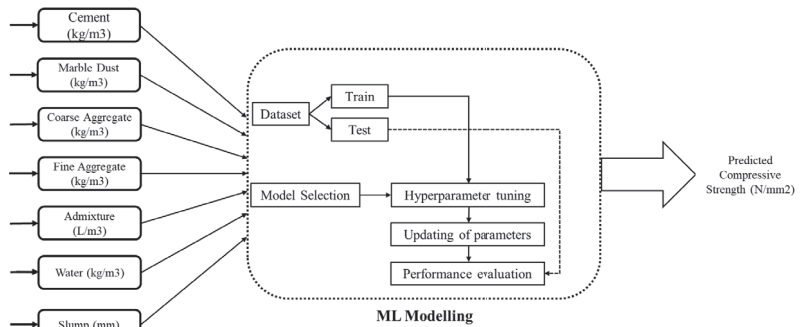 Cement
(kg/m3)
Marble Dust
(kg/m3)
Coarse Aggregate
(kg/m3)
Fine Aggregate
(kg/m3)
Admixture
(L/m3)
Water (kg/m3)
Slump (mm)
Dataset
Train
Test
Model Selection
Hyperparameter tuning
Updating of parameters
Performance evaluation
ML Modelling
Predicted
Compressive
Strength (N/mm2)